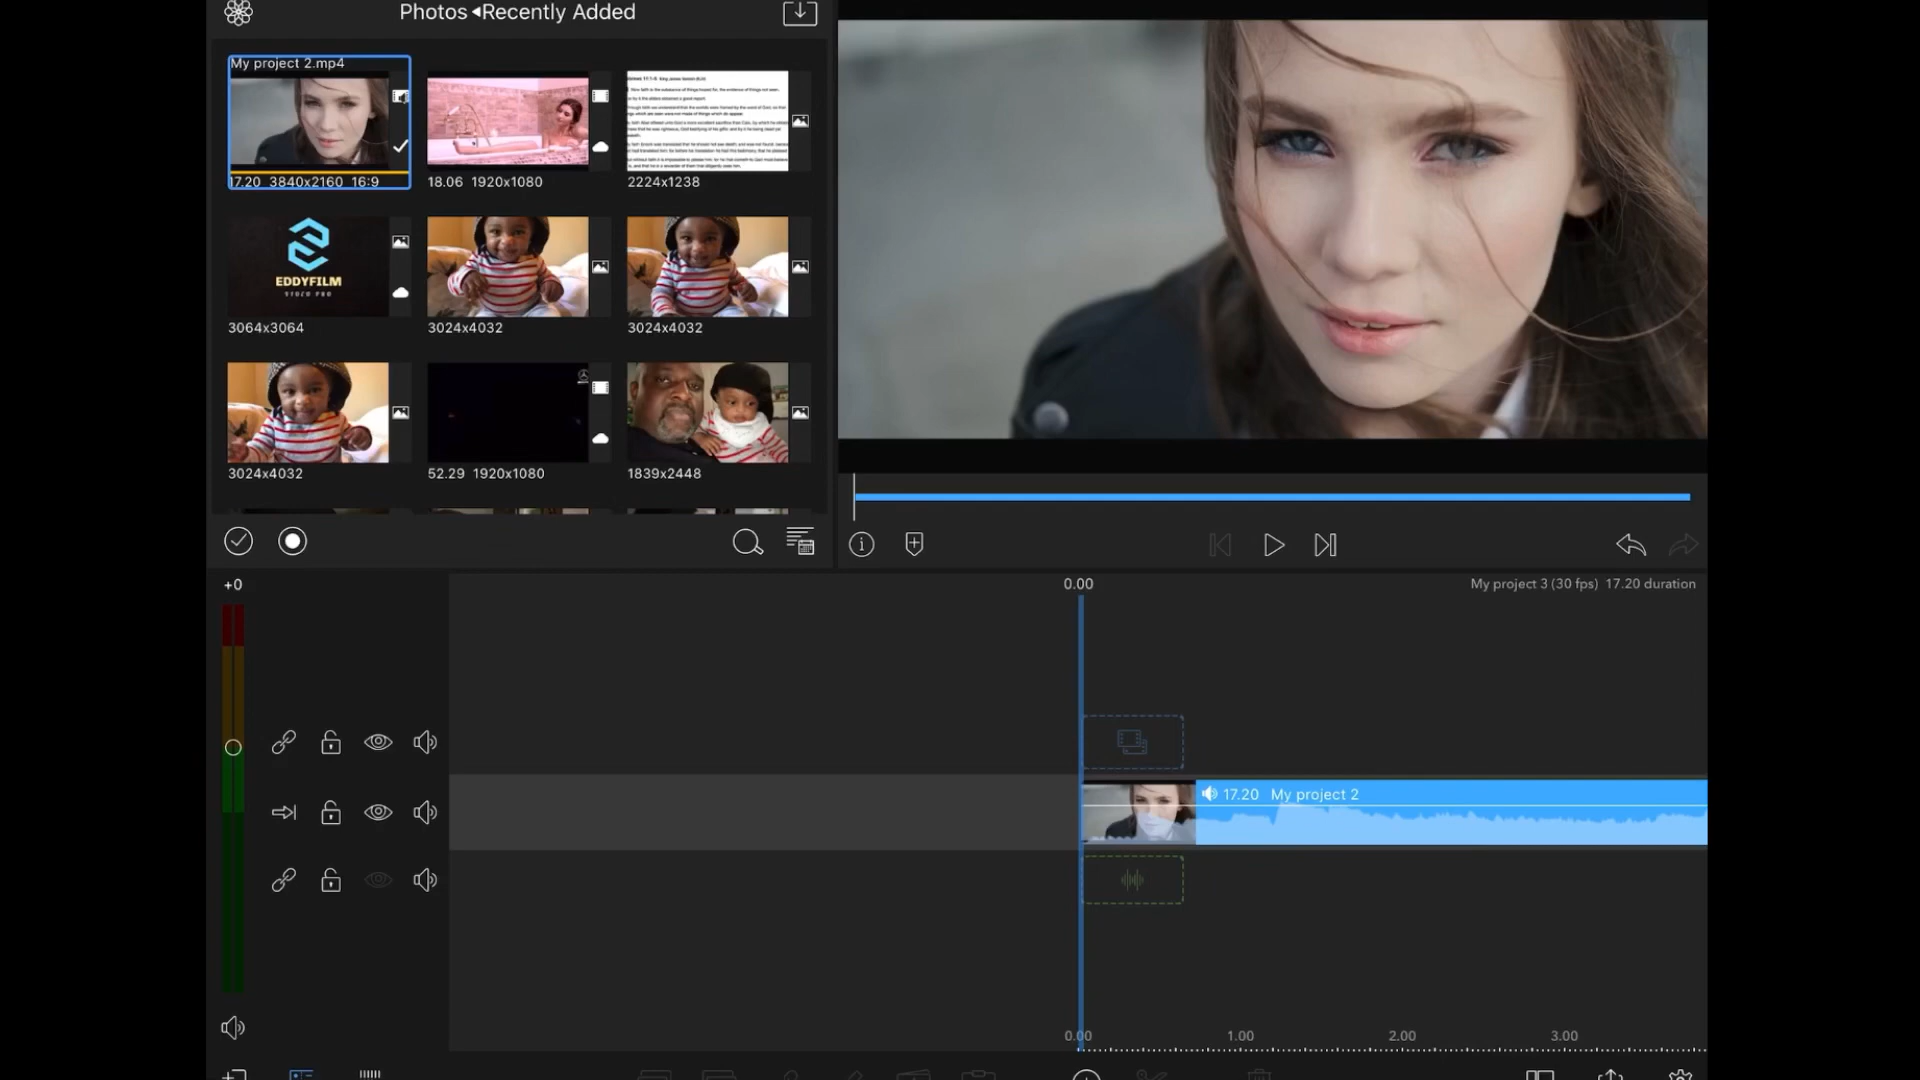 Photos ◂Recently Added
My project 2.mp4
17.20 3840x2160 16:9
18.06 1920x1080
2224x1238
EDDYFILM
VIDEO PRO
3064x3064
3024x4032
3024x4032
3024x4032
52.29 1920x1080
1839x2448
+0
0.00
My project 3 (30 fps) 17.20 duration
17.20 My project 2
0.00 1.00 2.00 3.00